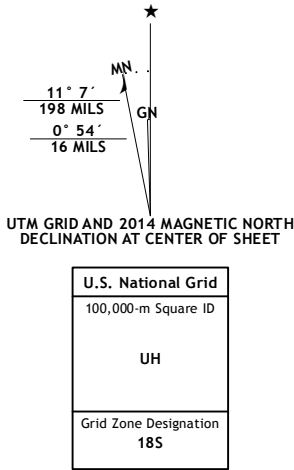 MN
11° 7´
198 MILS
GN
0° 54´
16 MILS
UTM GRID AND 2014 MAGNETIC NORTH
DECLINATION AT CENTER OF SHEET
U.S. National Grid
100,000-m Square ID
UH
Grid Zone Designation
18S